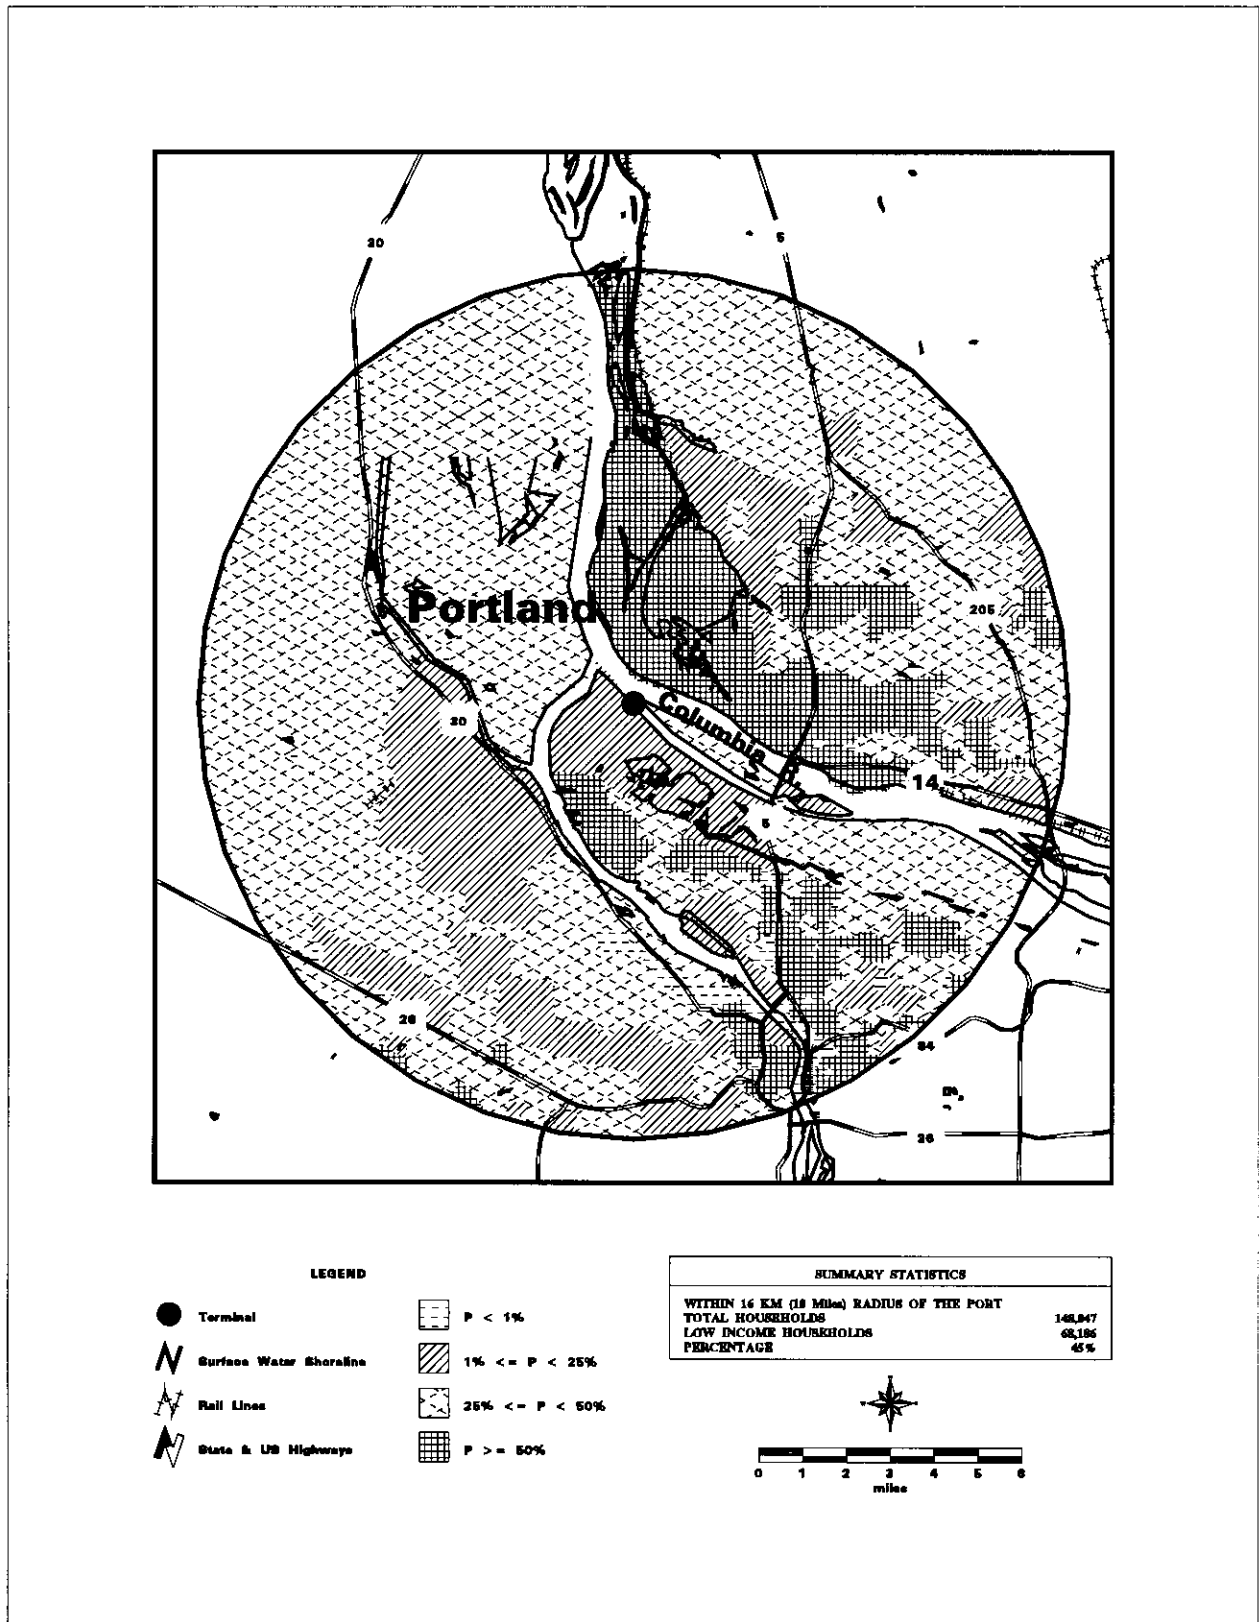 20
5
Portland
205
20
Columbia R.
14
5
26
84
26
LEGEND
Terminal
Surface Water Shoreline
Rail Lines
State & US Highways
P < 1%
1% <= P < 25%
25% <= P < 50%
P >= 50%
SUMMARY STATISTICS
WITHIN 16 KM (10 Miles) RADIUS OF THE PORT
TOTAL HOUSEHOLDS
LOW INCOME HOUSEHOLDS 68,186
PERCENTAGE 45%
0 1 2 3 4 5 6
miles